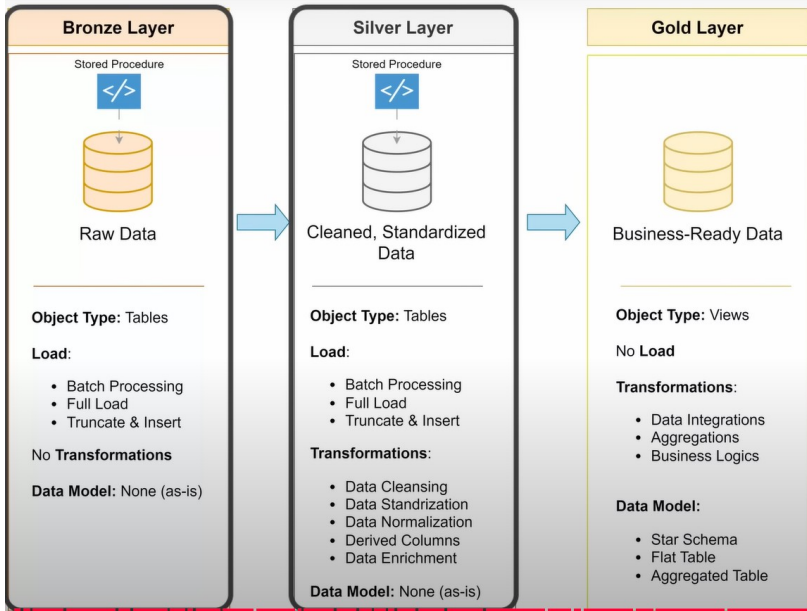 Bronze Layer
Stored Procedure
</>
Raw Data
Object Type: Tables
Load:
• Batch Processing
• Full Load
• Truncate & Insert
No Transformations
Data Model: None (as-is)
Silver Layer
Stored Procedure
</>
Cleaned, Standardized
Data
Object Type: Tables
Load:
• Batch Processing
• Full Load
• Truncate & Insert
Transformations:
• Data Cleansing
• Data Standrization
• Data Normalization
• Derived Columns
• Data Enrichment
Data Model: None (as-is)
Gold Layer
Business-Ready Data
Object Type: Views
No Load
Transformations:
• Data Integrations
• Aggregations
• Business Logics
Data Model:
• Star Schema
• Flat Table
• Aggregated Table